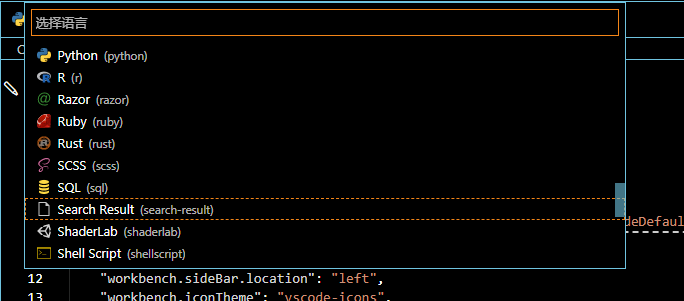 选择语言
Python (python)
R (r)
Razor (razor)
Ruby (ruby)
Rust (rust)
SCSS (scss)
SQL (sql)
Search Result (search-result)
deDefaul
ShaderLab (shaderlab)
Shell Script (shellscript)
12 "workbench.sideBar.location": "left",
13 "workbench.iconTheme": "vscode-icons",